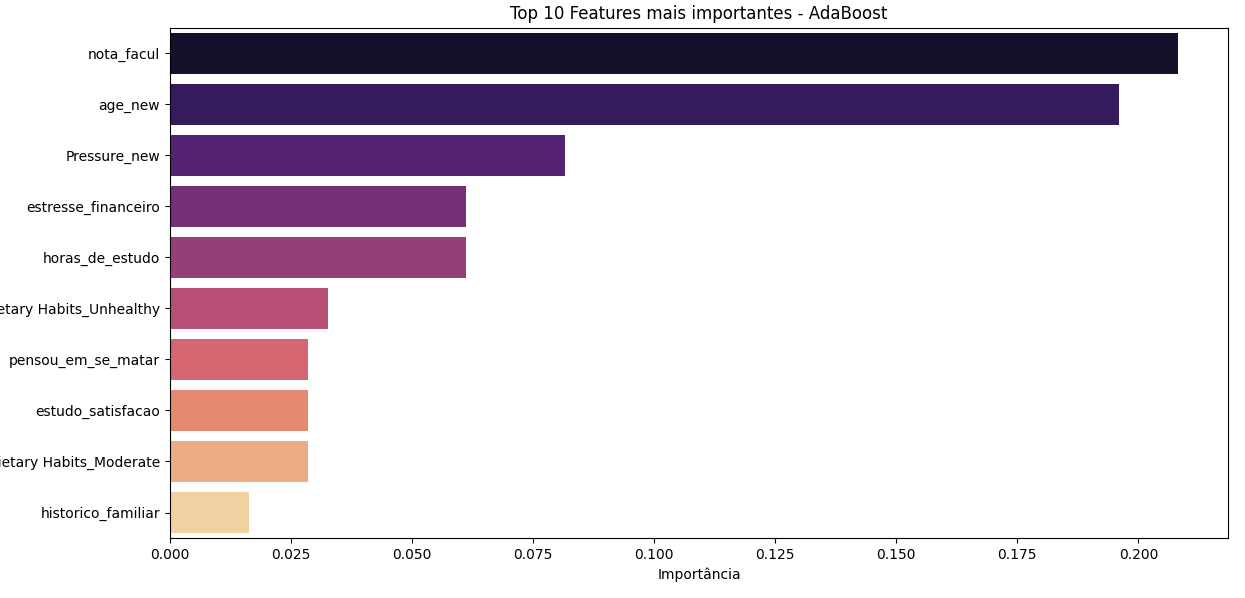 Top 10 Features mais importantes - AdaBoost
nota_facul
age_new
Pressure_new
estresse_financeiro
horas_de_estudo
etary Habits_Unhealthy
pensou_em_se_matar
estudo_satisfacao
ietary Habits_Moderate
historico_familiar
0.000 0.025 0.050 0.075 0.100 0.125 0.150 0.175 0.200
Importância